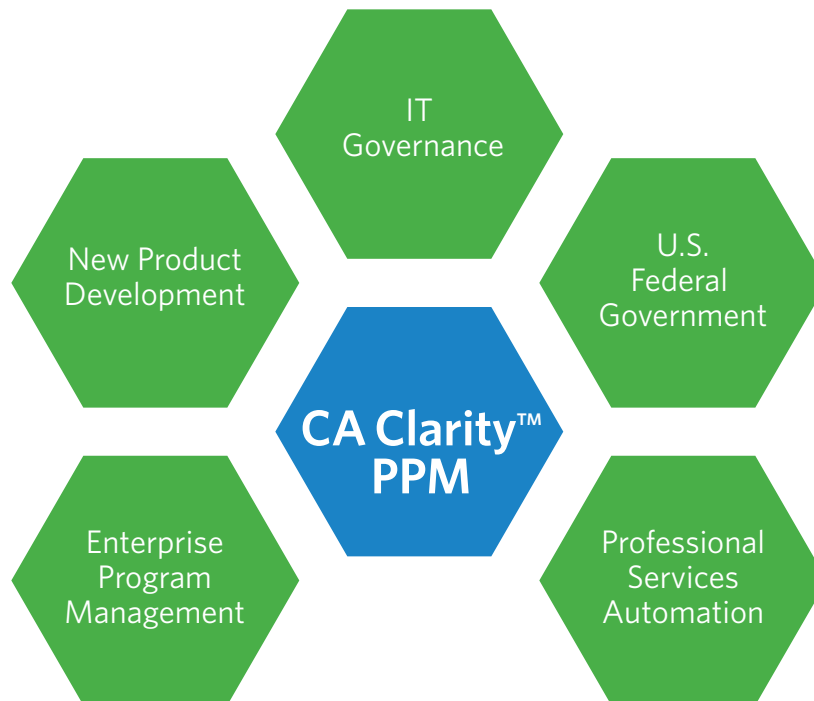 IT
Governance
New Product
Development
U.S.
Federal
Government
CA Clarity™
PPM
Enterprise
Program
Management
Professional
Services
Automation